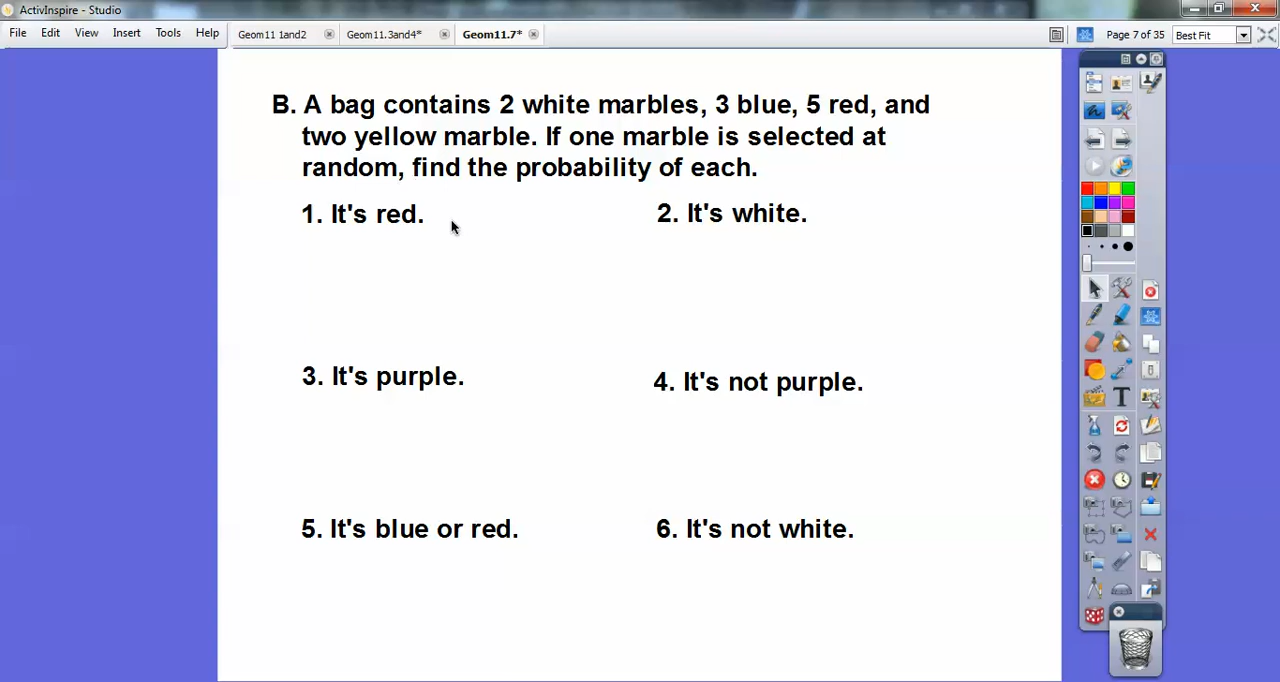 ActivInspire - Studio
File Edit View Insert Tools Help
Geom11 1and2 Geom11.3and4* Geom11.7* Page 7 of 35 Best Fit
B. A bag contains 2 white marbles, 3 blue, 5 red, and
two yellow marble. If one marble is selected at
random, find the probability of each.
1. It's red. 2. It's white.
3. It's purple. 4. It's not purple.
5. It's blue or red. 6. It's not white.